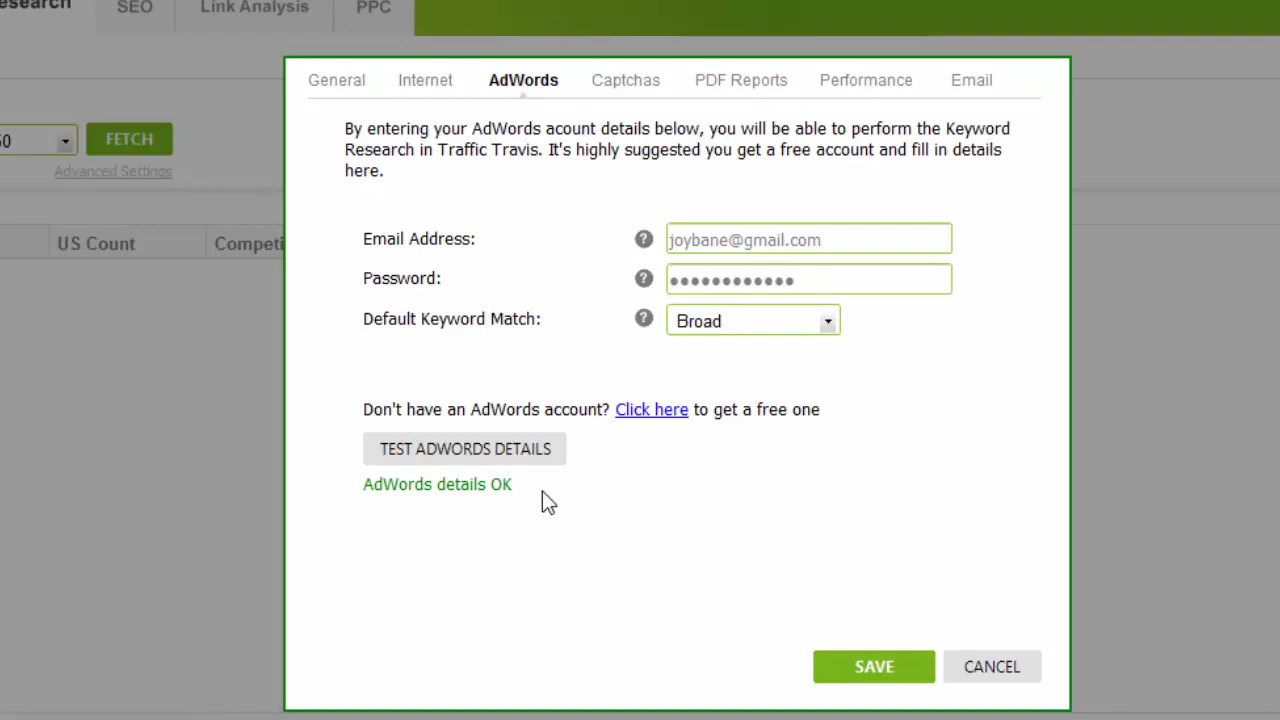 esearch
SEO
Link Analysis
PPC
General
Internet
AdWords
Captchas
PDF Reports
Performance
Email
By entering your AdWords acount details below, you will be able to perform the Keyword
Research in Traffic Travis. It's highly suggested you get a free account and fill in details
here.
50
FETCH
Advanced Settings
US Count
Competi
Email Address:
? joybane@gmail.com
Password:
? ●●●●●●●●●●●●
Default Keyword Match:
? Broad
Don't have an AdWords account? Click here to get a free one
TEST ADWORDS DETAILS
AdWords details OK
SAVE
CANCEL